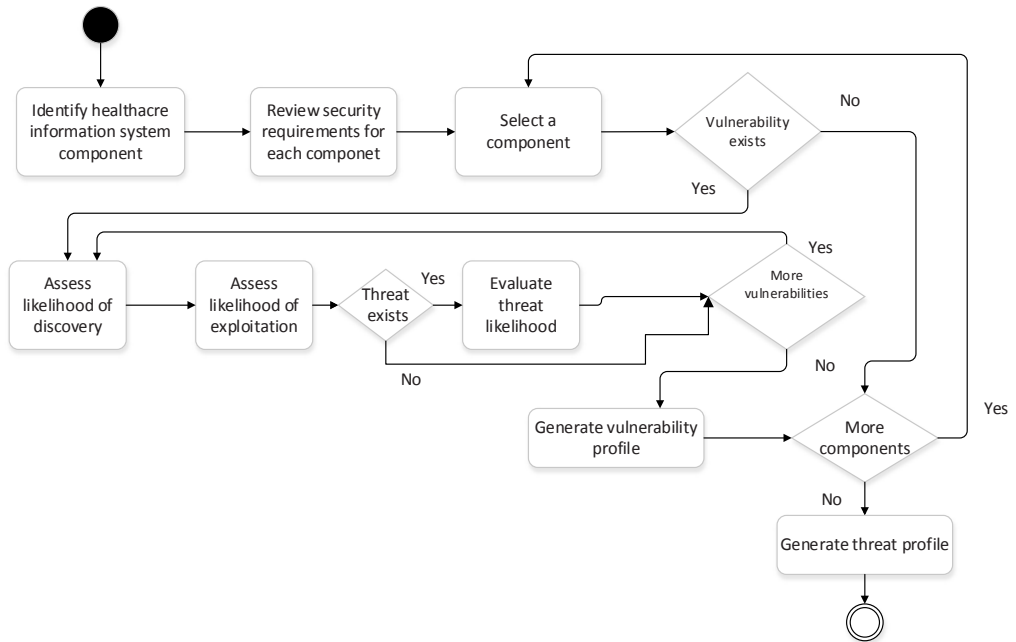 Identify healthacre
information system
component
Review security
requirements for
each componet
Select a
component
Vulnerability
exists
No
Yes
Assess
likelihood of
discovery
Assess
likelihood of
exploitation
Threat
exists
Yes
No
Evaluate
threat
likelihood
More
vulnerabilities
Yes
No
Generate vulnerability
profile
More
components
Yes
No
Generate threat profile